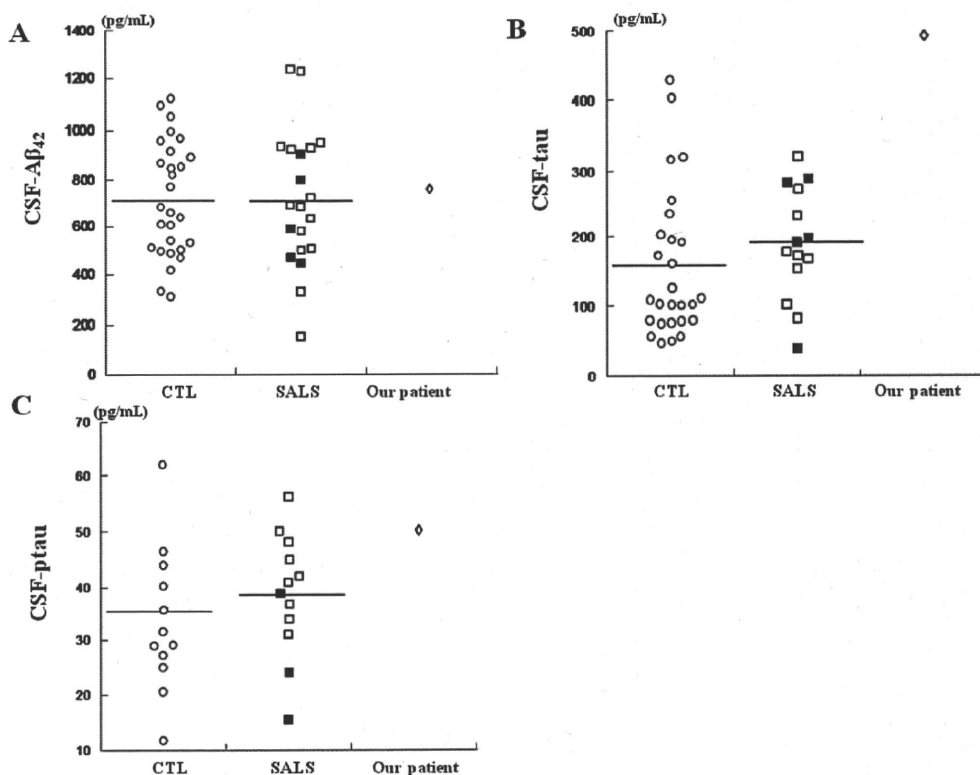 A
(pg/mL)
1400
1200
1000
800
600
400
200
0
CSF-Aβ42
CTL SALS Our patient
B
(pg/mL)
500
400
300
200
100
0
CSF-tau
CTL SALS Our patient
C
(pg/mL)
70
60
50
40
30
20
10
CSF-ptau
CTL SALS Our patient